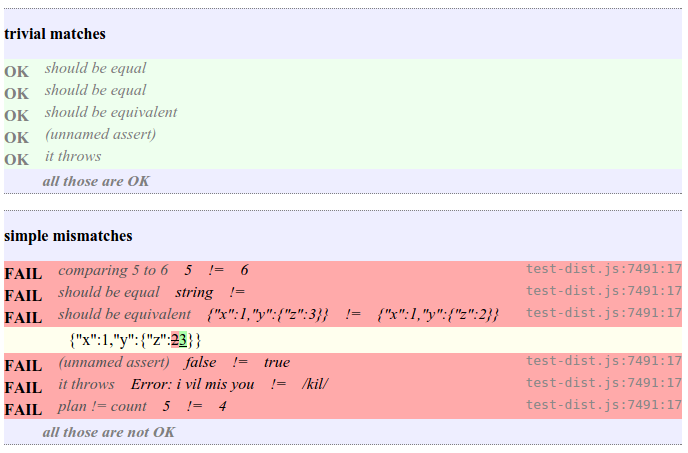 trivial matches
OK should be equal
OK should be equal
OK should be equivalent
OK (unnamed assert)
OK it throws
all those are OK
simple mismatches
FAIL comparing 5 to 6 5 != 6 test-dist.js:7491:17
FAIL should be equal string != test-dist.js:7491:17
FAIL should be equivalent {"x":1,"y":{"z":3}} != {"x":1,"y":{"z":2}} test-dist.js:7491:17
{"x":1,"y":{"z":23}}
FAIL (unnamed assert) false != true test-dist.js:7491:17
FAIL it throws Error: i vil mis you != /kil/ test-dist.js:7491:17
FAIL plan != count 5 != 4 test-dist.js:7491:17
all those are not OK